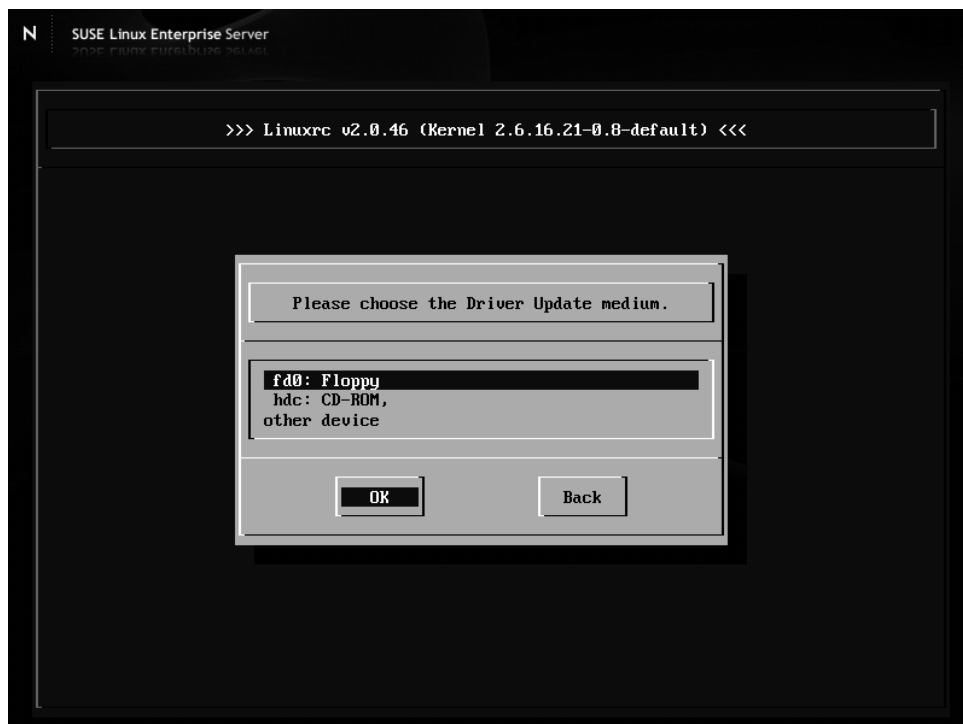 N
SUSE Linux Enterprise Server
>>> Linuxrc v2.0.46 (Kernel 2.6.16.21-0.8-default) <<<
Please choose the Driver Update medium.
fd0: Floppy
hdc: CD-ROM,
other device
OK
Back